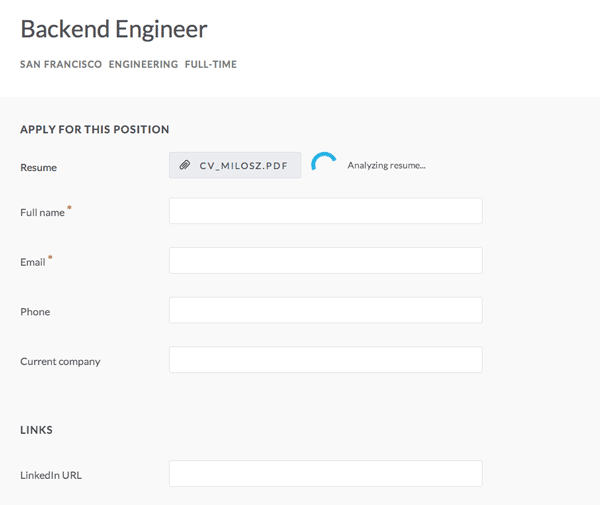 Backend Engineer
SAN FRANCISCO ENGINEERING FULL-TIME
APPLY FOR THIS POSITION
Resume CV_MILOSZ.PDF Analyzing resume...
Full name *
Email *
Phone
Current company
LINKS
LinkedIn URL